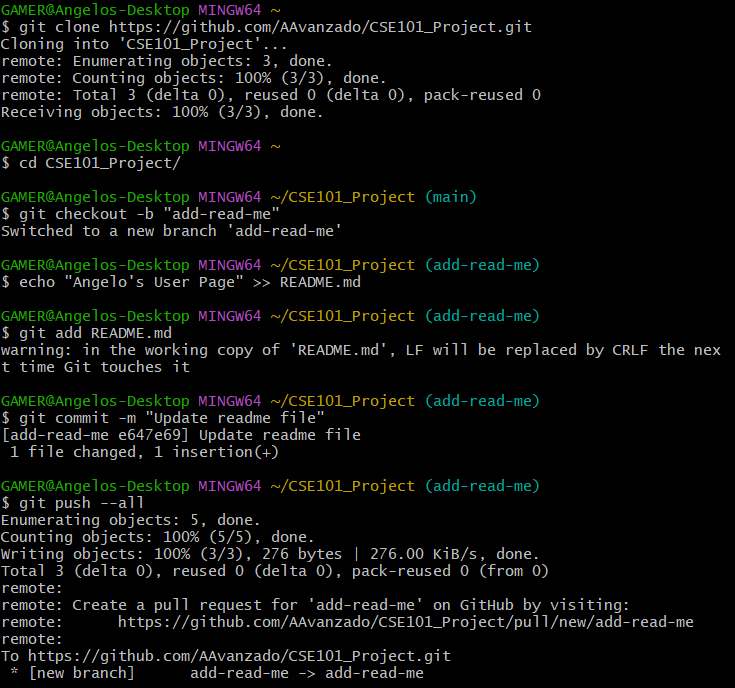 GAMER@Angelos-Desktop MINGW64 ~
$ git clone https://github.com/AAvanzado/CSE101_Project.git
Cloning into 'CSE101_Project'...
remote: Enumerating objects: 3, done.
remote: Counting objects: 100% (3/3), done.
remote: Total 3 (delta 0), reused 0 (delta 0), pack-reused 0
Receiving objects: 100% (3/3), done.
GAMER@Angelos-Desktop MINGW64 ~
$ cd CSE101_Project/
GAMER@Angelos-Desktop MINGW64 ~/CSE101_Project (main)
$ git checkout -b "add-read-me"
Switched to a new branch 'add-read-me'
GAMER@Angelos-Desktop MINGW64 ~/CSE101_Project (add-read-me)
$ echo "Angelo's User Page" >> README.md
GAMER@Angelos-Desktop MINGW64 ~/CSE101_Project (add-read-me)
$ git add README.md
warning: in the working copy of 'README.md', LF will be replaced by CRLF the nex
t time Git touches it
GAMER@Angelos-Desktop MINGW64 ~/CSE101_Project (add-read-me)
$ git commit -m "Update readme file"
[add-read-me e647e69] Update readme file
 1 file changed, 1 insertion(+)
GAMER@Angelos-Desktop MINGW64 ~/CSE101_Project (add-read-me)
$ git push --all
Enumerating objects: 5, done.
Counting objects: 100% (5/5), done.
Writing objects: 100% (3/3), 276 bytes | 276.00 KiB/s, done.
Total 3 (delta 0), reused 0 (delta 0), pack-reused 0 (from 0)
remote:
remote: Create a pull request for 'add-read-me' on GitHub by visiting:
remote:      https://github.com/AAvanzado/CSE101_Project/pull/new/add-read-me
remote:
To https://github.com/AAvanzado/CSE101_Project.git
 * [new branch]      add-read-me -> add-read-me